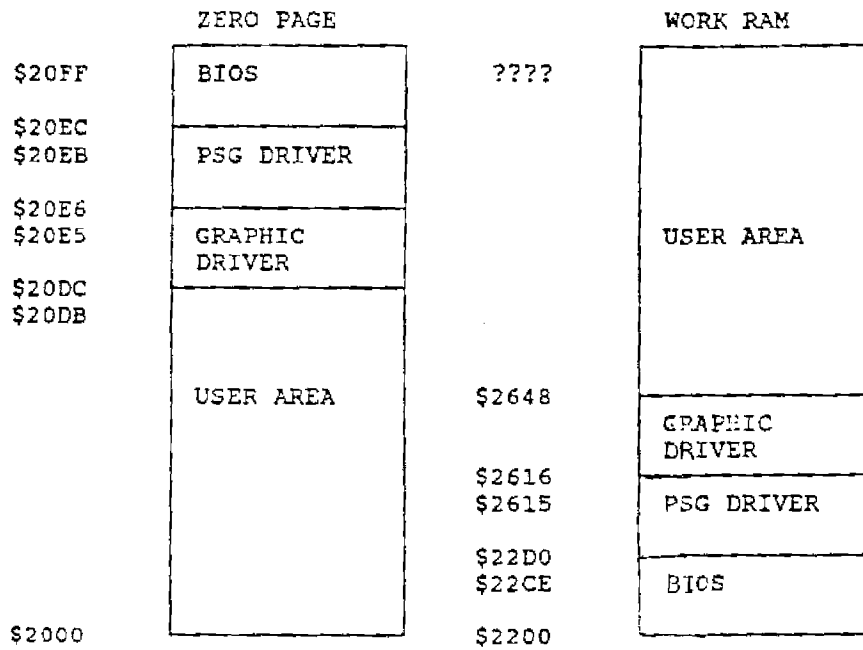 ZERO PAGE WORK RAM
$20FF BIOS ???? 
$20EC
$20EB PSG DRIVER
$20E6
$20E5 GRAPHIC USER AREA
DRIVER
$20DC
$20DB
USER AREA $2648
GRAPHIC
DRIVER
$2616
$2615 PSG DRIVER
$22D0
$22CE BIOS
$2000 $2200